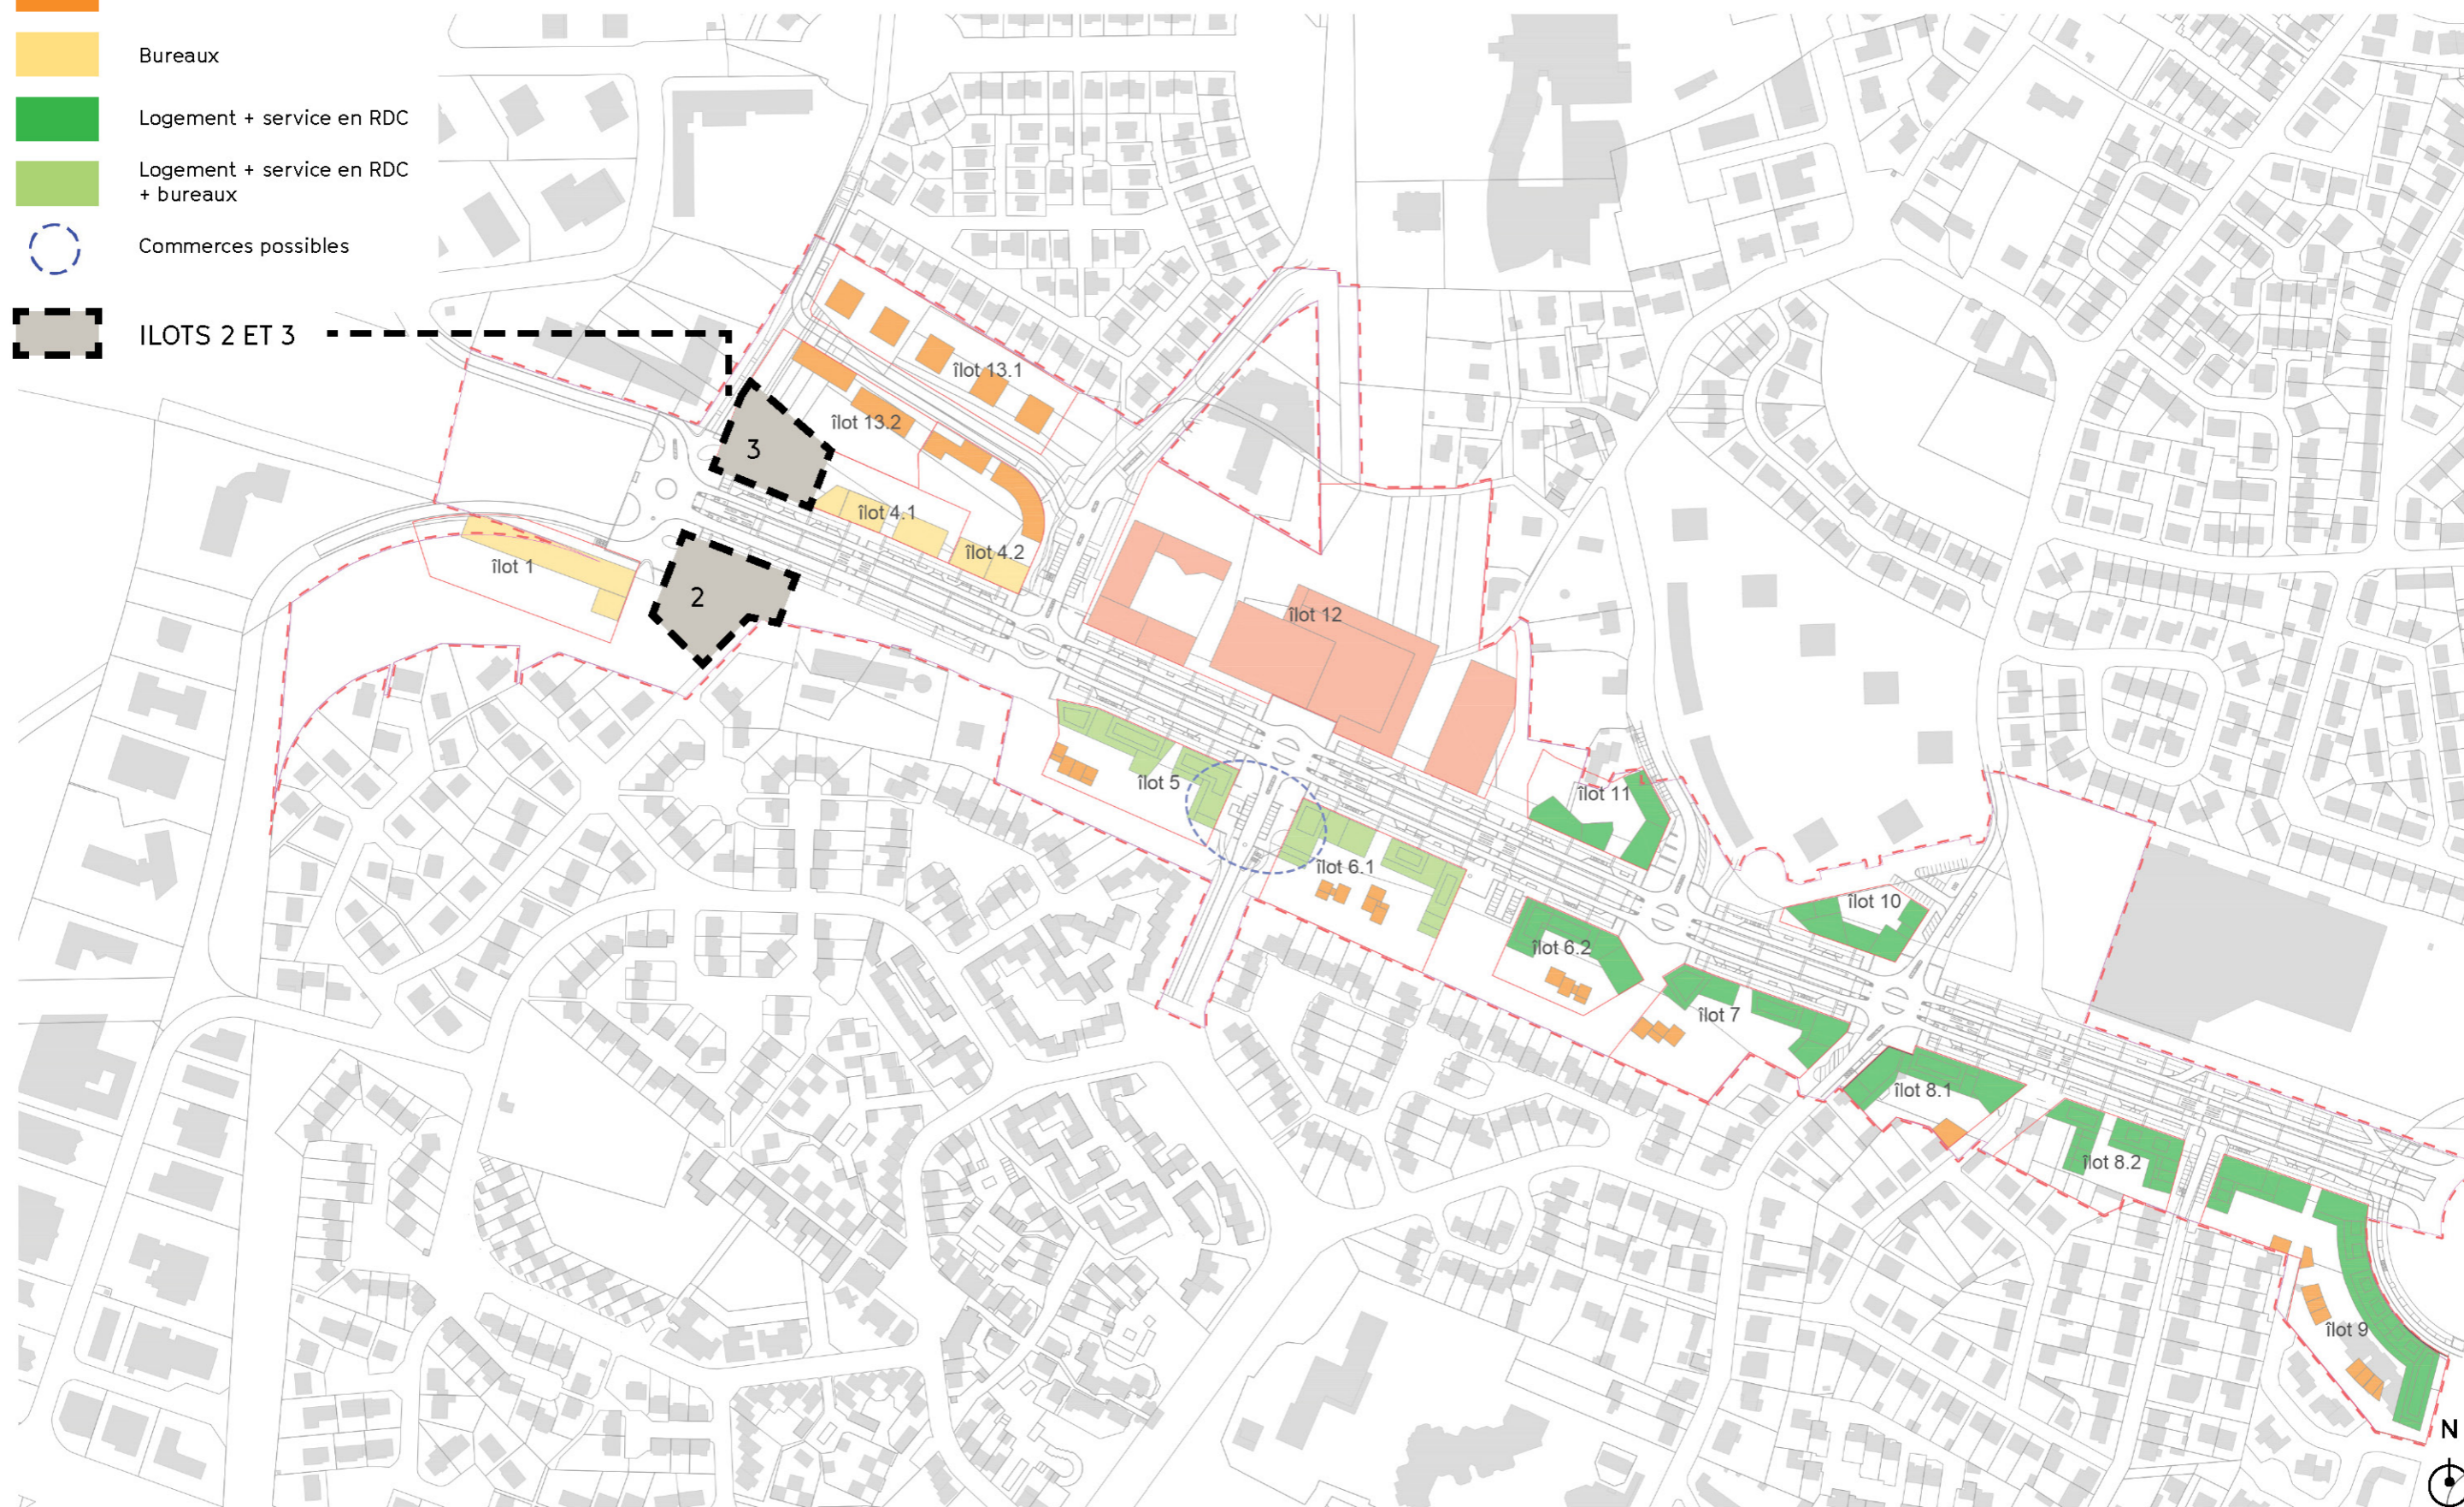 Bureaux
Logement + service en RDC
Logement + service en RDC
+ bureaux
Commerces possibles
ILOTS 2 ET 3
îlot 13.1
îlot 13.2
3
îlot 4.1
îlot 4.2
îlot 1
2
îlot 12
îlot 5
îlot 11
îlot 6.1
îlot 10
îlot 6.2
îlot 7
îlot 8.1
îlot 8.2
îlot 9
N